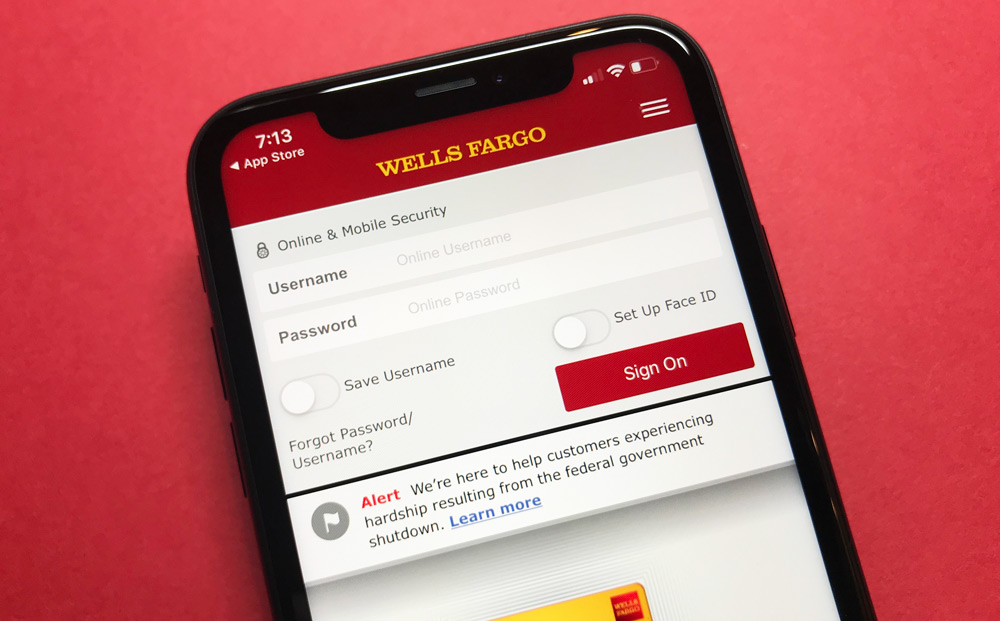 7:13
◀ App Store
WELLS FARGO
Online & Mobile Security
Username Online Username
Password Online Password
Save Username
Set Up Face ID
Forgot Password/
Username?
Sign On
Alert We're here to help customers experiencing
hardship resulting from the federal government
shutdown. Learn more
WELLS
FARGO